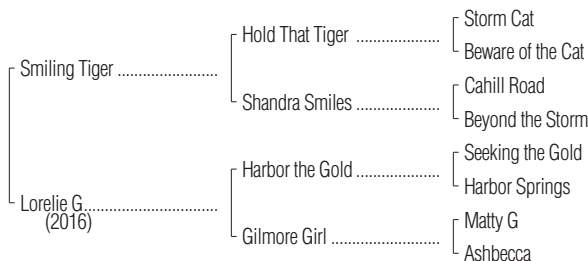 Storm Cat
Hold That Tiger ....................
Beware of the Cat
Smiling Tiger ........................
Cahill Road
Shandra Smiles ...................
Beyond the Storm
Seeking the Gold
Harbor the Gold ....................
Harbor Springs
Lorelie G................................
(2016)
Matty G
Gilmore Girl ..........................
Ashbecca